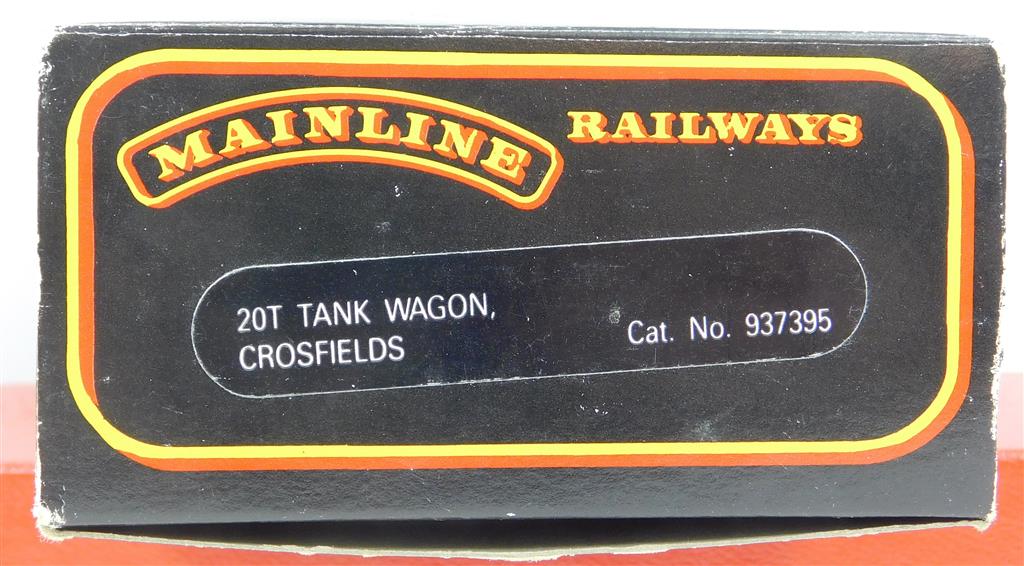 MAINLINE RAILWAYS
20T TANK WAGON,
CROSFIELDS
Cat. No. 937395